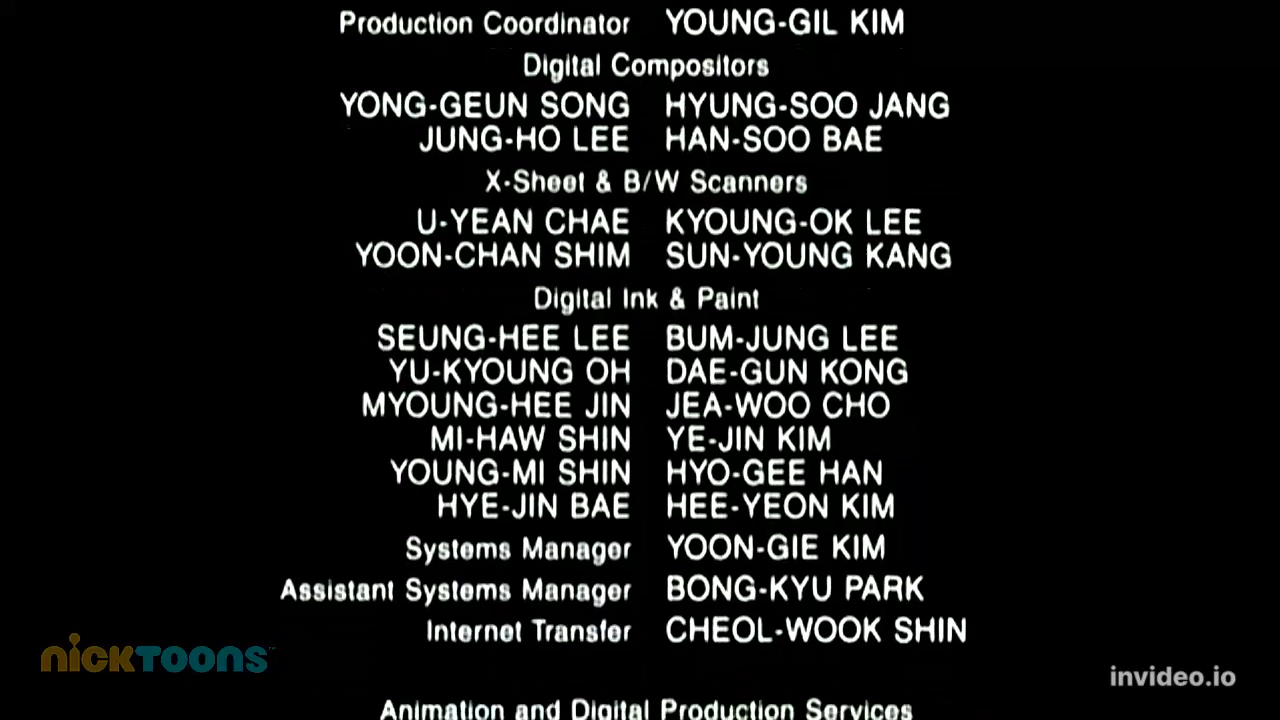 Production Coordinator YOUNG-GIL KIM
Digital Compositors
YONG-GEUN SONG HYUNG-SOO JANG
JUNG-HO LEE HAN-SOO BAE
X-Sheet & B/W Scanners
U-YEAN CHAE KYOUNG-OK LEE
YOON-CHAN SHIM SUN-YOUNG KANG
Digital Ink & Paint
SEUNG-HEE LEE BUM-JUNG LEE
YU-KYOUNG OH DAE-GUN KONG
MYOUNG-HEE JIN JEA-WOO CHO
MI-HAW SHIN YE-JIN KIM
YOUNG-MI SHIN HYO-GEE HAN
HYE-JIN BAE HEE-YEON KIM
Systems Manager YOON-GIE KIM
Assistant Systems Manager BONG-KYU PARK
Internet Transfer CHEOL-WOOK SHIN
nicktoons™
invideo.io
Animation and Digital Production Services